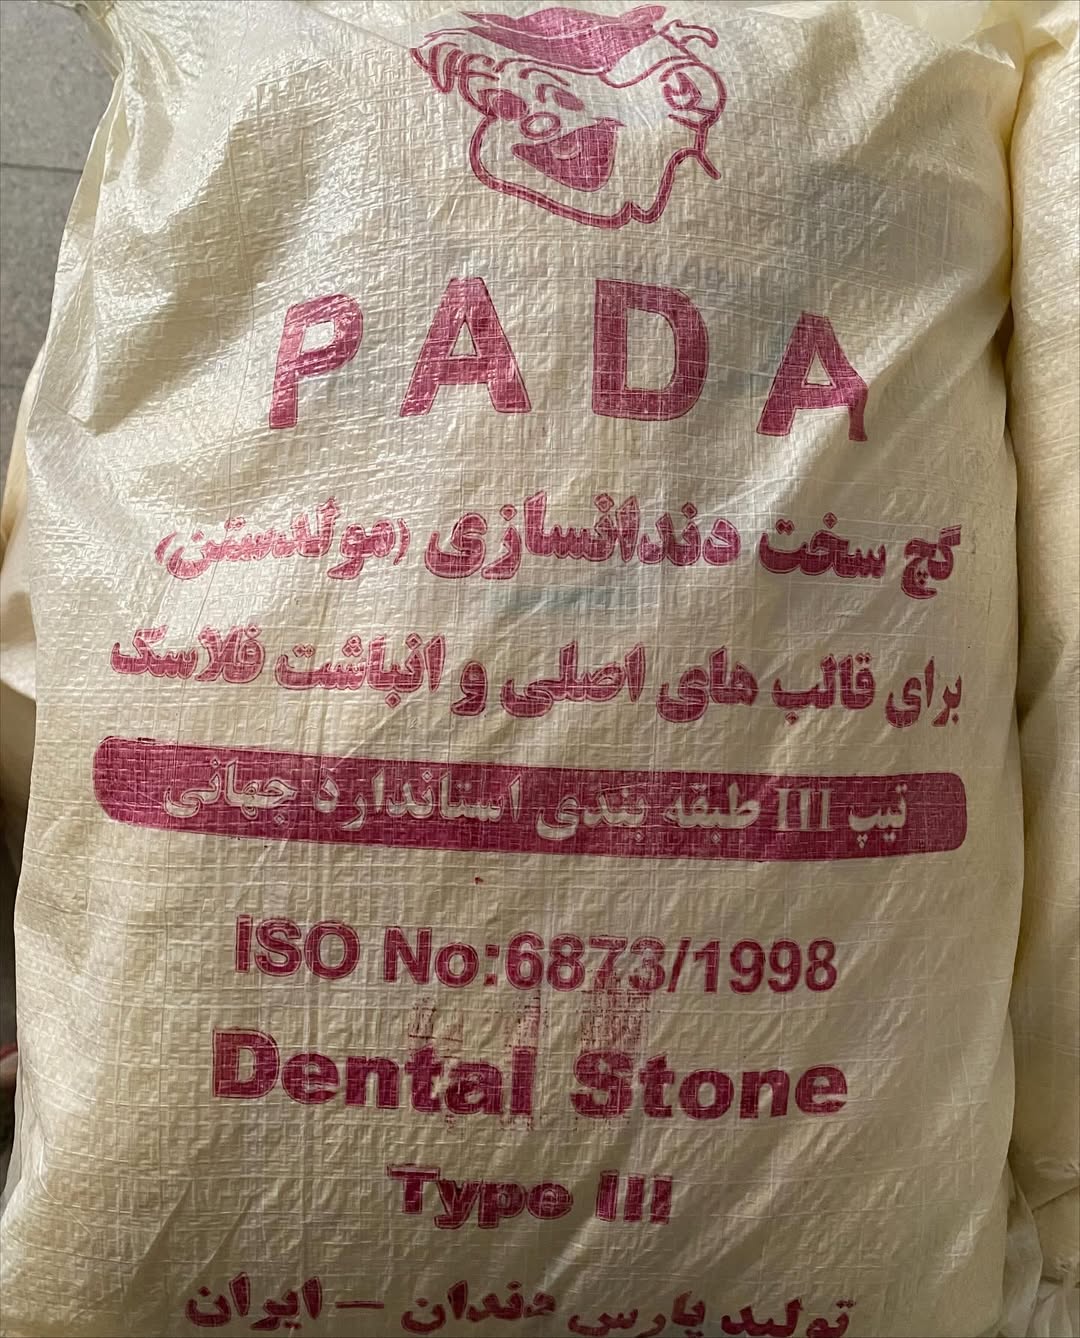 PADA
گچ سخت دندانسازی (مولدستن)
برای قالب های اصلی و انباشت فلاسک
تیپ III طبقه بندی استاندارد جهانی
ISO No:6873/1998
Dental Stone
Type III
تولید پارس دندان – ایران